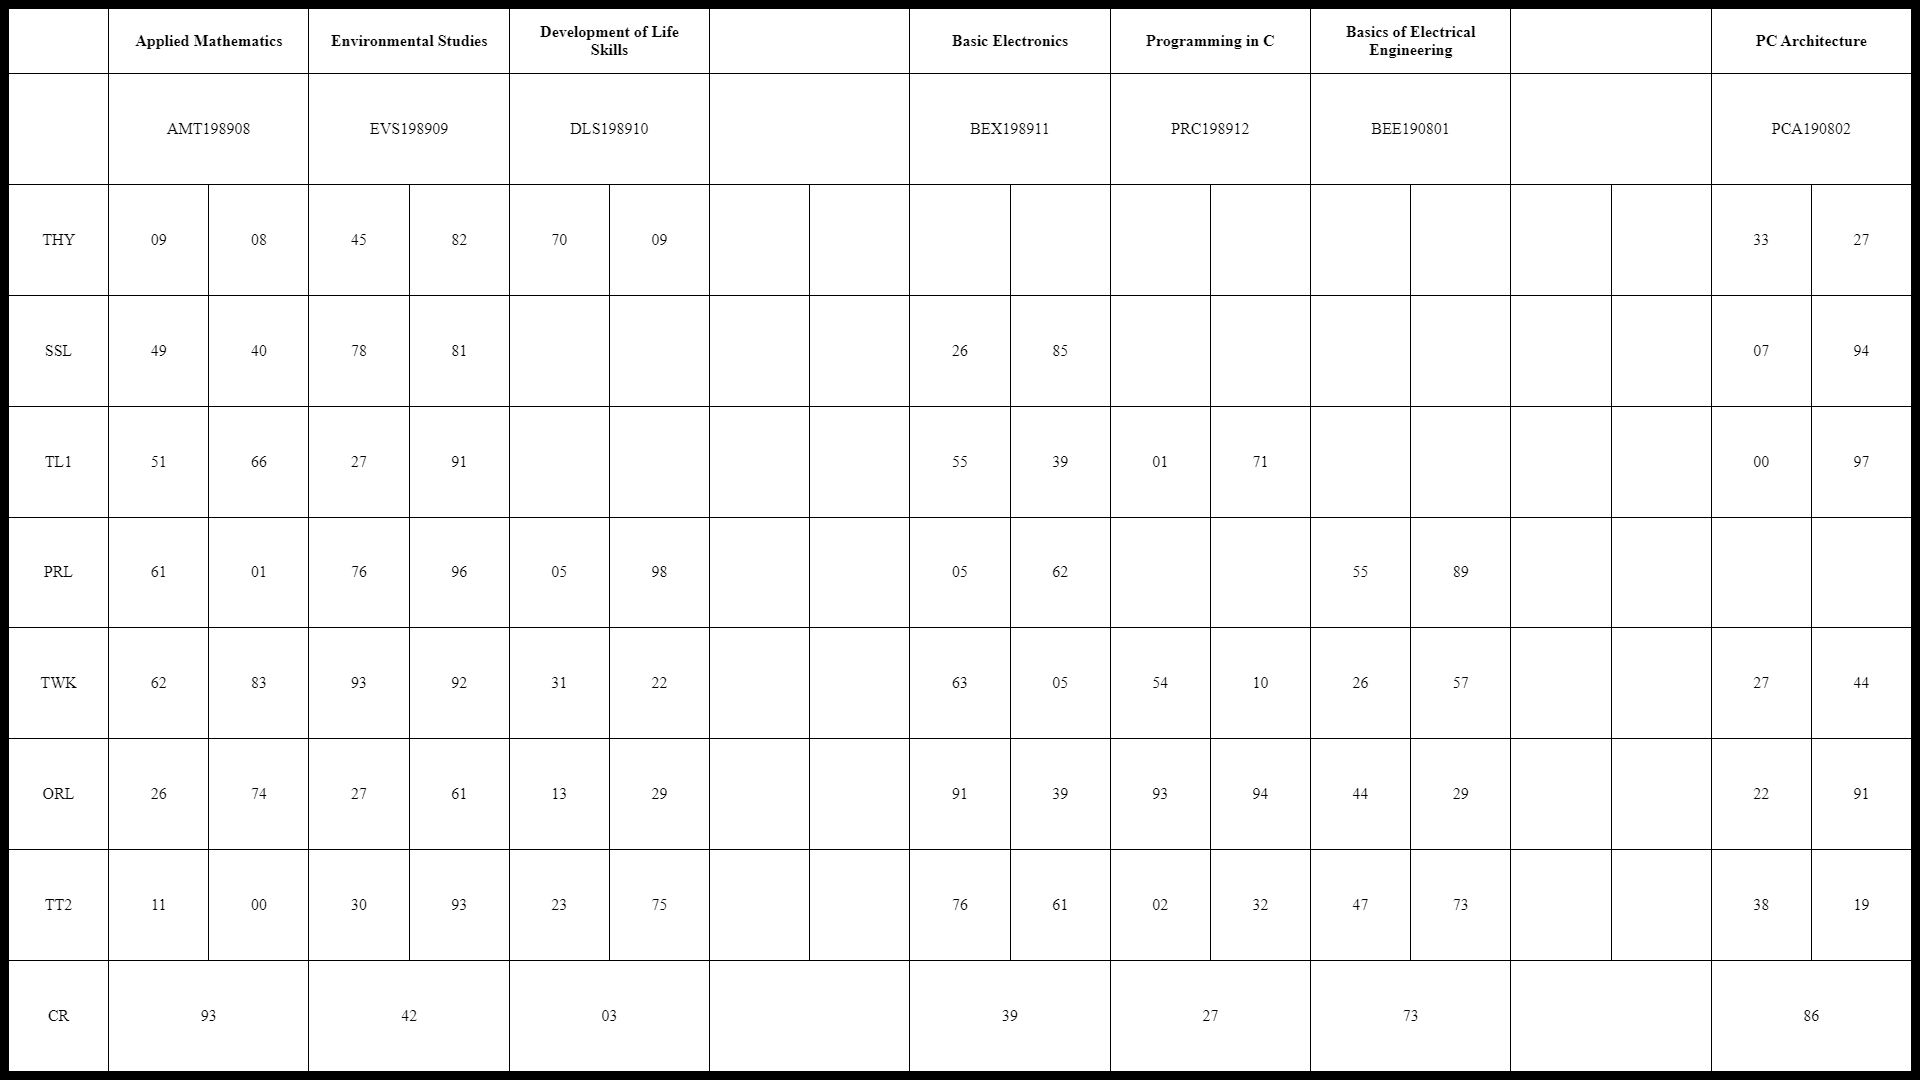 Applied Mathematics Environmental Studies Development of Life Skills Basic Electronics Programming in C Basics of Electrical Engineering PC Architecture
AMT198908 EVS198909 DLS198910 BEX198911 PRC198912 BEE190801 PCA190802
THY 09 08 45 82 70 09 33 27
SSL 49 40 78 81 26 85 07 94
TL1 51 66 27 91 55 39 01 71 00 97
PRL 61 01 76 96 05 98 05 62 55 89
TWK 62 83 93 92 31 22 63 05 54 10 26 57 27 44
ORL 26 74 27 61 13 29 91 39 93 94 44 29 22 91
TT2 11 00 30 93 23 75 76 61 02 32 47 73 38 19
CR 93 42 03 39 27 73 86